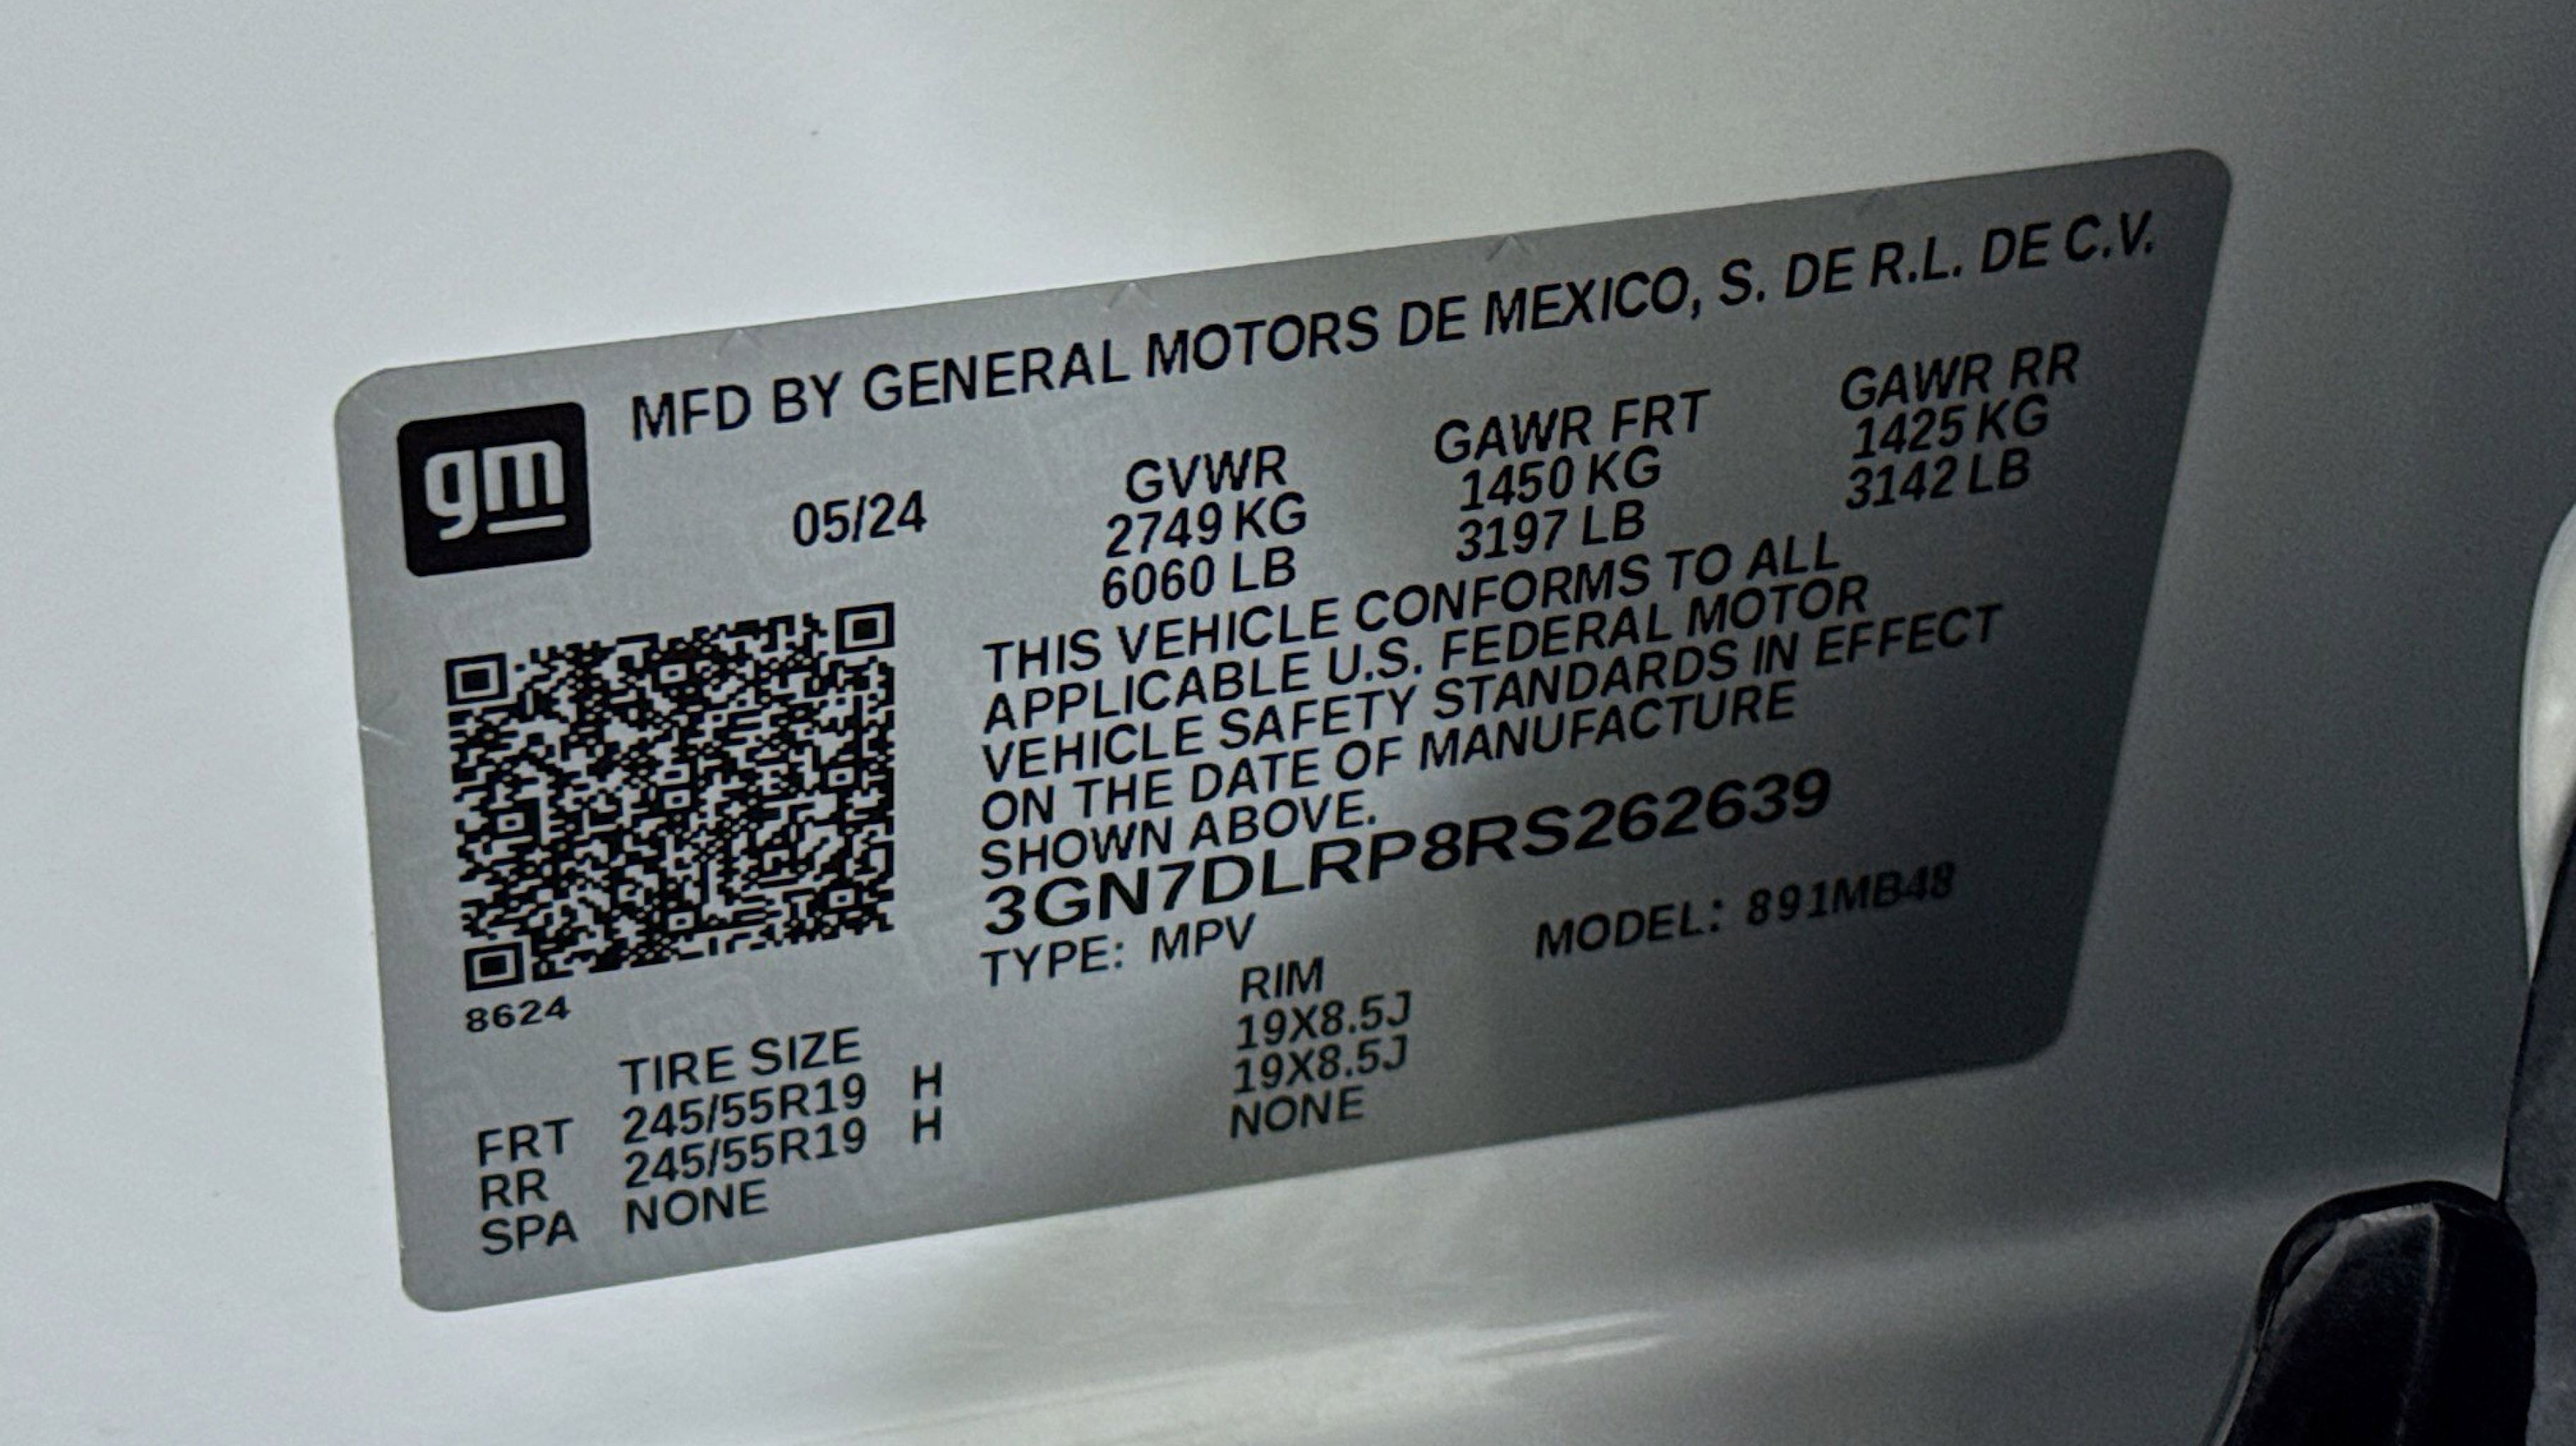 gm
MFD BY GENERAL MOTORS DE MEXICO, S. DE R.L. DE C.V.
05/24
GVWR GAWR FRT GAWR RR
2749 KG 1450 KG 1425 KG
6060 LB 3197 LB 3142 LB
THIS VEHICLE CONFORMS TO ALL
APPLICABLE U.S. FEDERAL MOTOR
VEHICLE SAFETY STANDARDS IN EFFECT
ON THE DATE OF MANUFACTURE
SHOWN ABOVE.
3GN7DLRP8RS262639
TYPE: MPV MODEL: 891MB48
8624
TIRE SIZE RIM
FRT 245/55R19 H 19X8.5J
RR 245/55R19 H 19X8.5J
SPA NONE NONE